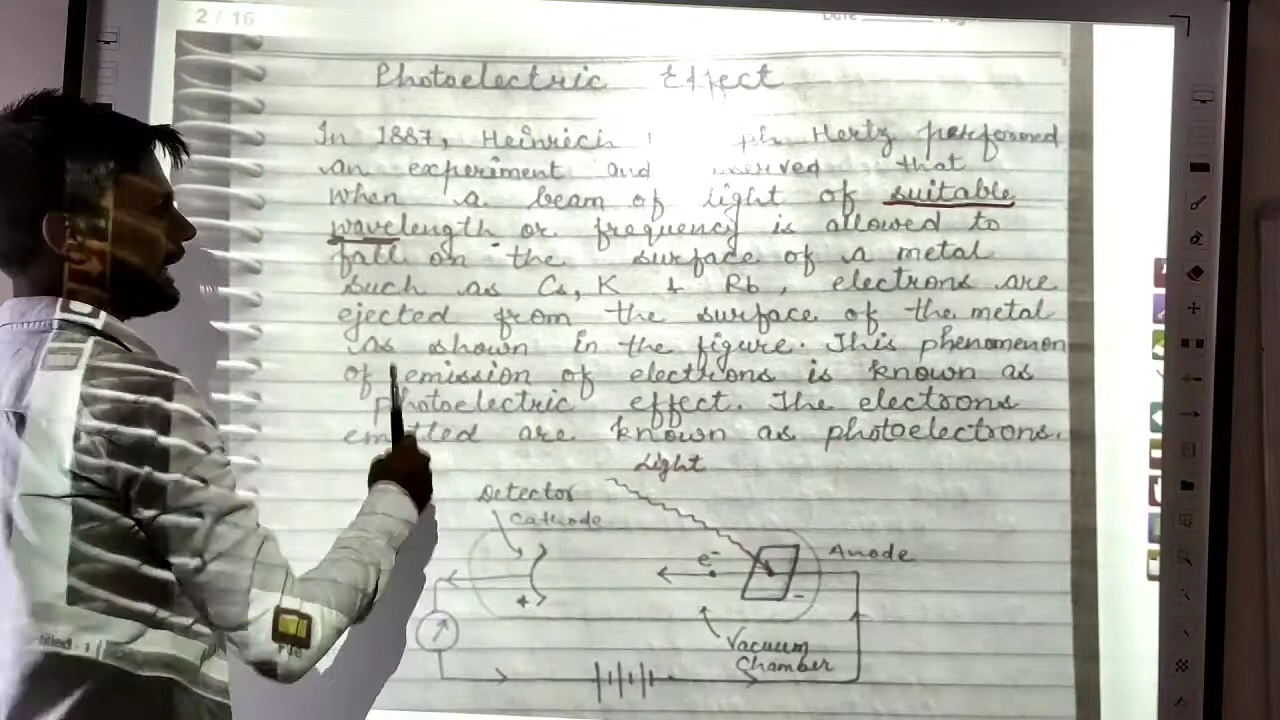 2 / 16
Photoelectric Effect
In 1887, Heinrich Hertz performed
an experiment and that
when a beam of light of suitable
wavelength or frequency is allowed to
fall on the surface of a metal
such as Cs, K & Rb, electrons are
ejected from the surface of the metal
as shown in the figure. This phenomenon
of emission of electrons is known as
photoelectric effect. The electrons
emitted are known as photoelectrons.
Light
Detector
Cathode
Anode
e-
+
-
Vacuum
Chamber